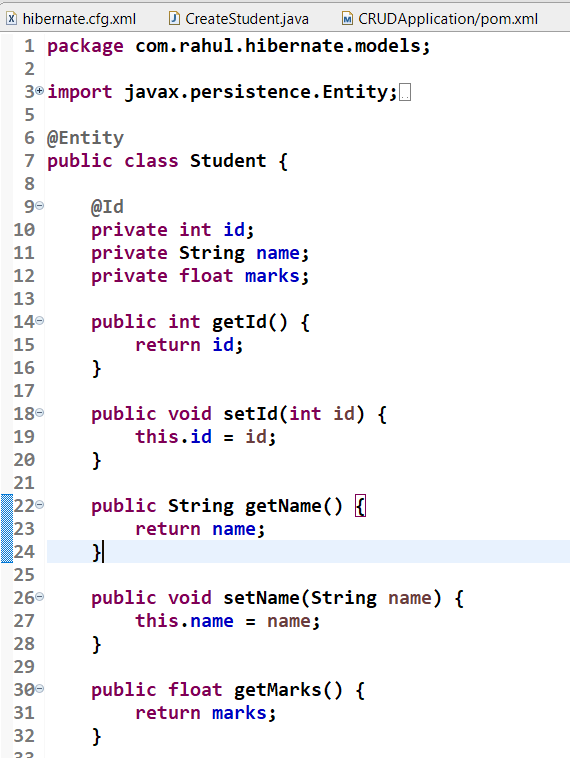 hibernate.cfg.xml CreateStudent.java CRUDApplication/pom.xml
1 package com.rahul.hibernate.models;
2
3 import javax.persistence.Entity;
5
6 @Entity
7 public class Student {
8
9 @Id
10 private int id;
11 private String name;
12 private float marks;
13
14 public int getId() {
15 return id;
16 }
17
18 public void setId(int id) {
19 this.id = id;
20 }
21
22 public String getName() {
23 return name;
24 }
25
26 public void setName(String name) {
27 this.name = name;
28 }
29
30 public float getMarks() {
31 return marks;
32 }